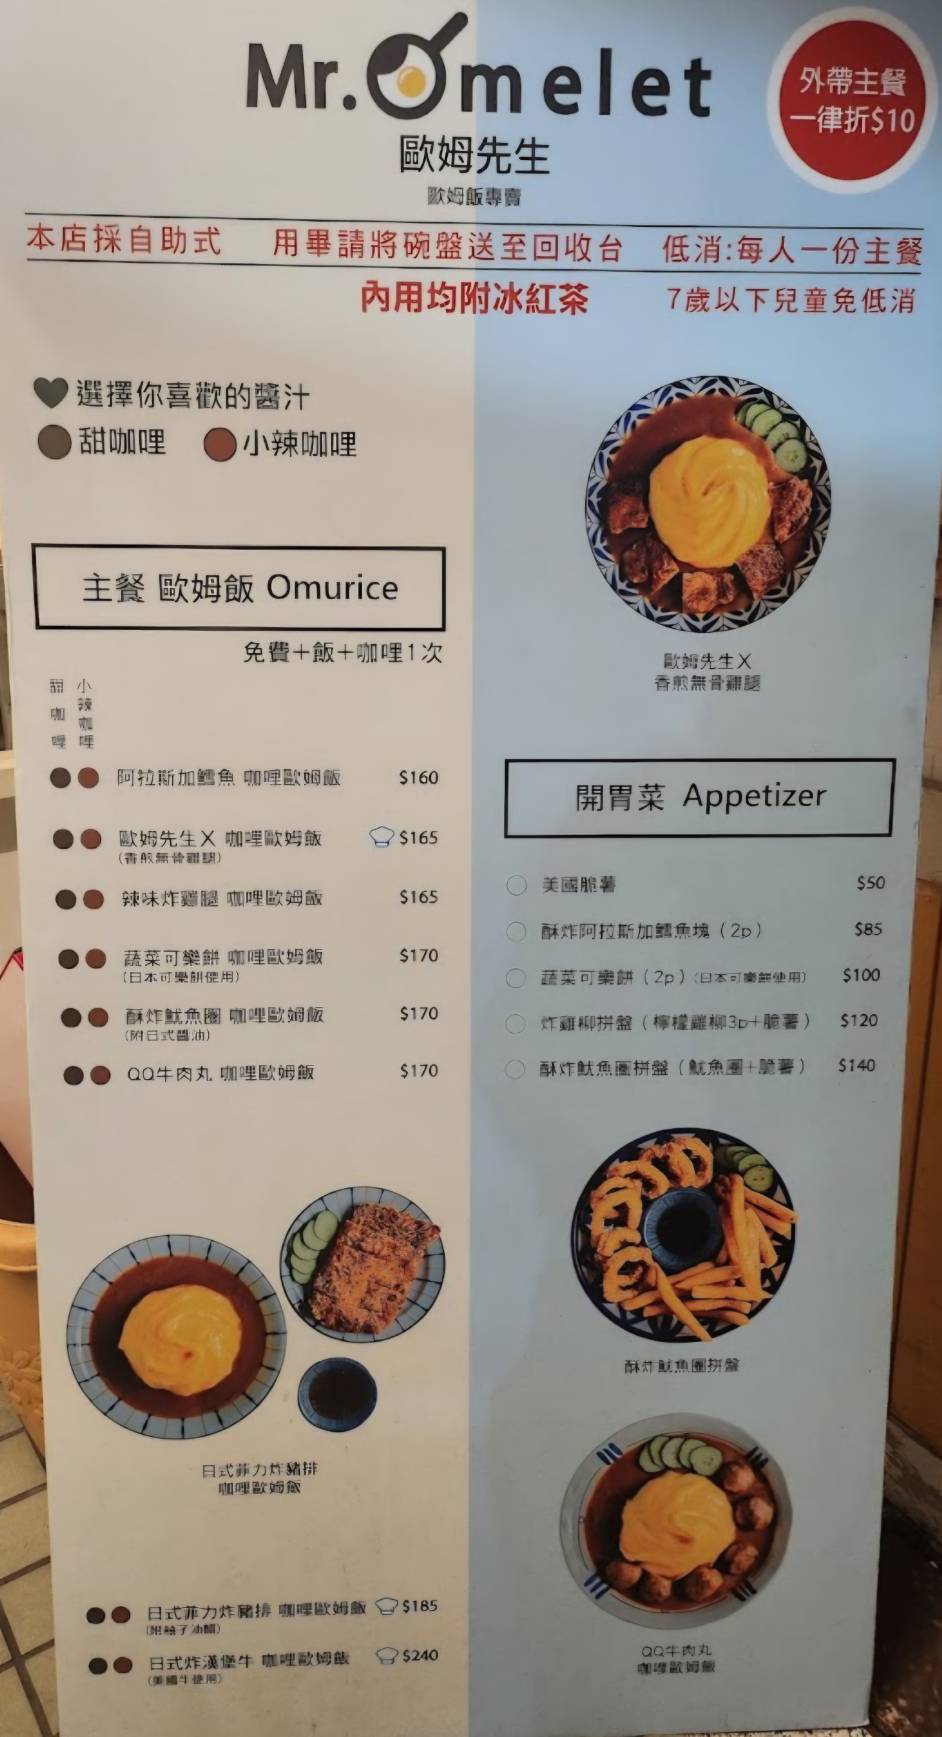 Mr. Omelet
外帶主餐
一律折$10
歐姆先生
歐姆飯專賣
本店採自助式 用畢請將碗盤送至回收台 低消:每人一份主餐
內用均附冰紅茶 7歲以下兒童免低消
選擇你喜歡的醬汁
甜咖哩 小辣咖哩
主餐 歐姆飯 Omurice
免費+飯+咖哩1次
甜咖哩 小辣咖哩
阿拉斯加鱈魚 咖哩歐姆飯 $160
歐姆先生X 咖哩歐姆飯 $165
(香煎無骨雞腿)
辣味炸雞腿 咖哩歐姆飯 $165
蔬菜可樂餅 咖哩歐姆飯 $170
(日本可樂餅使用)
酥炸魷魚圈 咖哩歐姆飯 $170
(附日式醬油)
QQ牛肉丸 咖哩歐姆飯 $170
日式菲力炸豬排
咖哩歐姆飯
日式菲力炸豬排 咖哩歐姆飯 $185
(附柚子油醋)
日式炸漢堡牛 咖哩歐姆飯 $240
(美國牛使用)
歐姆先生X
香煎無骨雞腿
開胃菜 Appetizer
美國脆薯 $50
酥炸阿拉斯加鱈魚塊(2p) $85
蔬菜可樂餅(2p)(日本可樂餅使用) $100
炸雞柳拼盤(檸檬雞柳3p+脆薯) $120
酥炸魷魚圈拼盤(魷魚圈+脆薯) $140
酥炸魷魚圈拼盤
QQ牛肉丸
咖哩歐姆飯